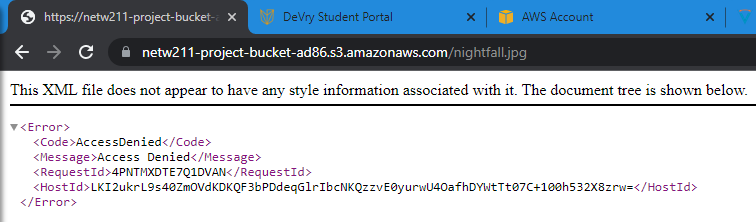 https://netw211-project-bucket-a
DeVry Student Portal
AWS Account
netw211-project-bucket-ad86.s3.amazonaws.com/nightfall.jpg
This XML file does not appear to have any style information associated with it. The document tree is shown below.
<Error>
<Code>AccessDenied</Code>
<Message>Access Denied</Message>
<RequestId>4PNTMXDTE7Q1DVAN</RequestId>
<HostId>LKI2ukrL9s40ZmOVdKDKQF3bPDdeqGlrIbcNKQzzvE0yurwU4OafhDYWtTt07C+100h532X8zrw=</HostId>
</Error>